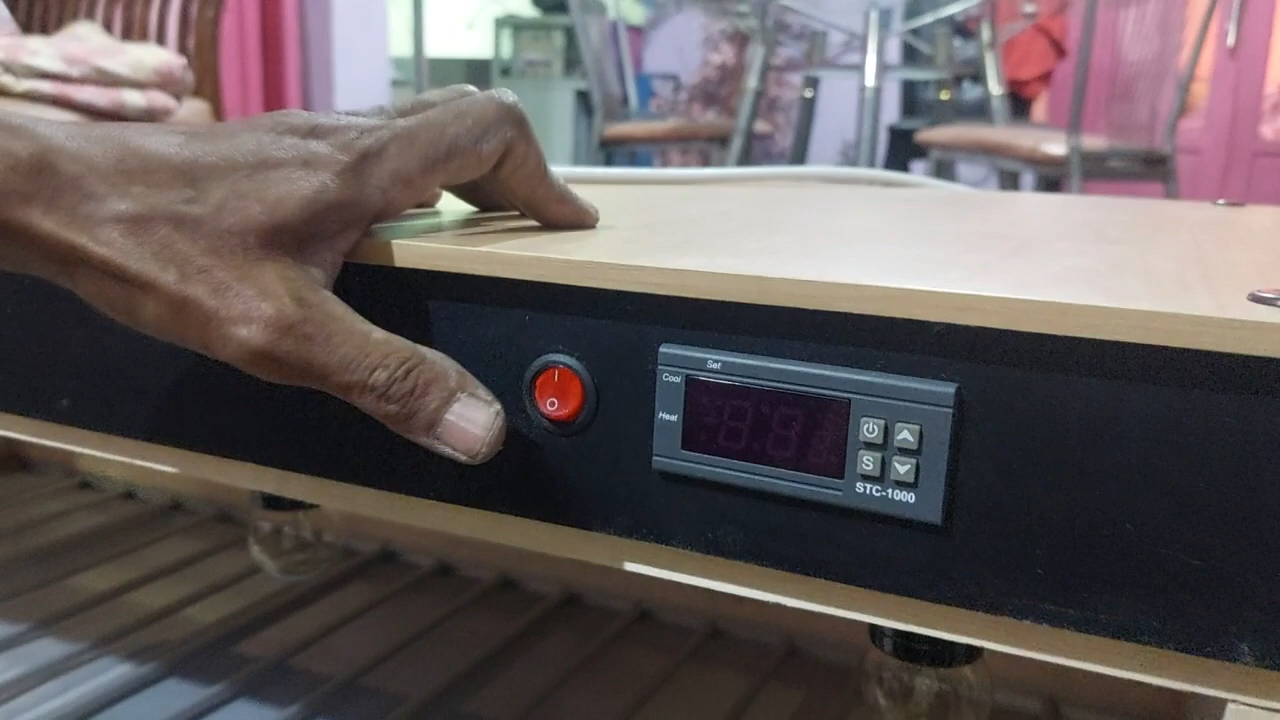 Set
Cool
Heat
I
O
S
STC-1000